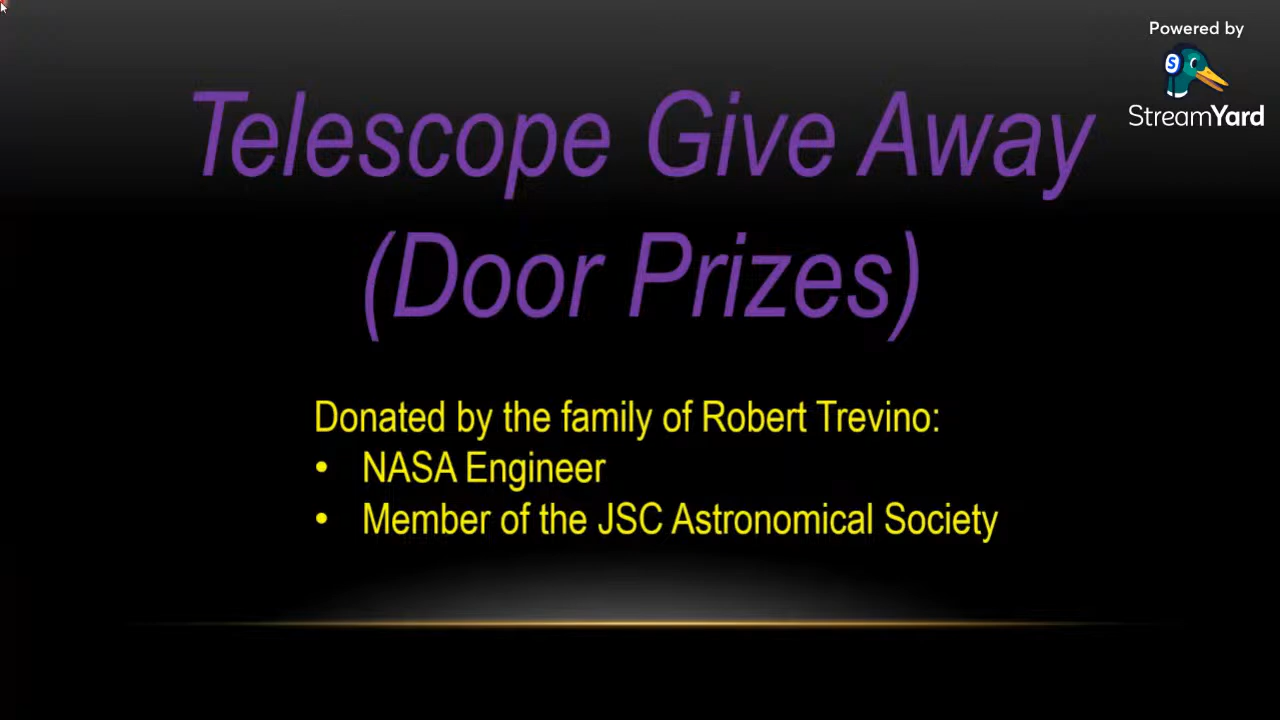 Powered by
S
StreamYard
Telescope Give Away
(Door Prizes)
Donated by the family of Robert Trevino:
• NASA Engineer
• Member of the JSC Astronomical Society